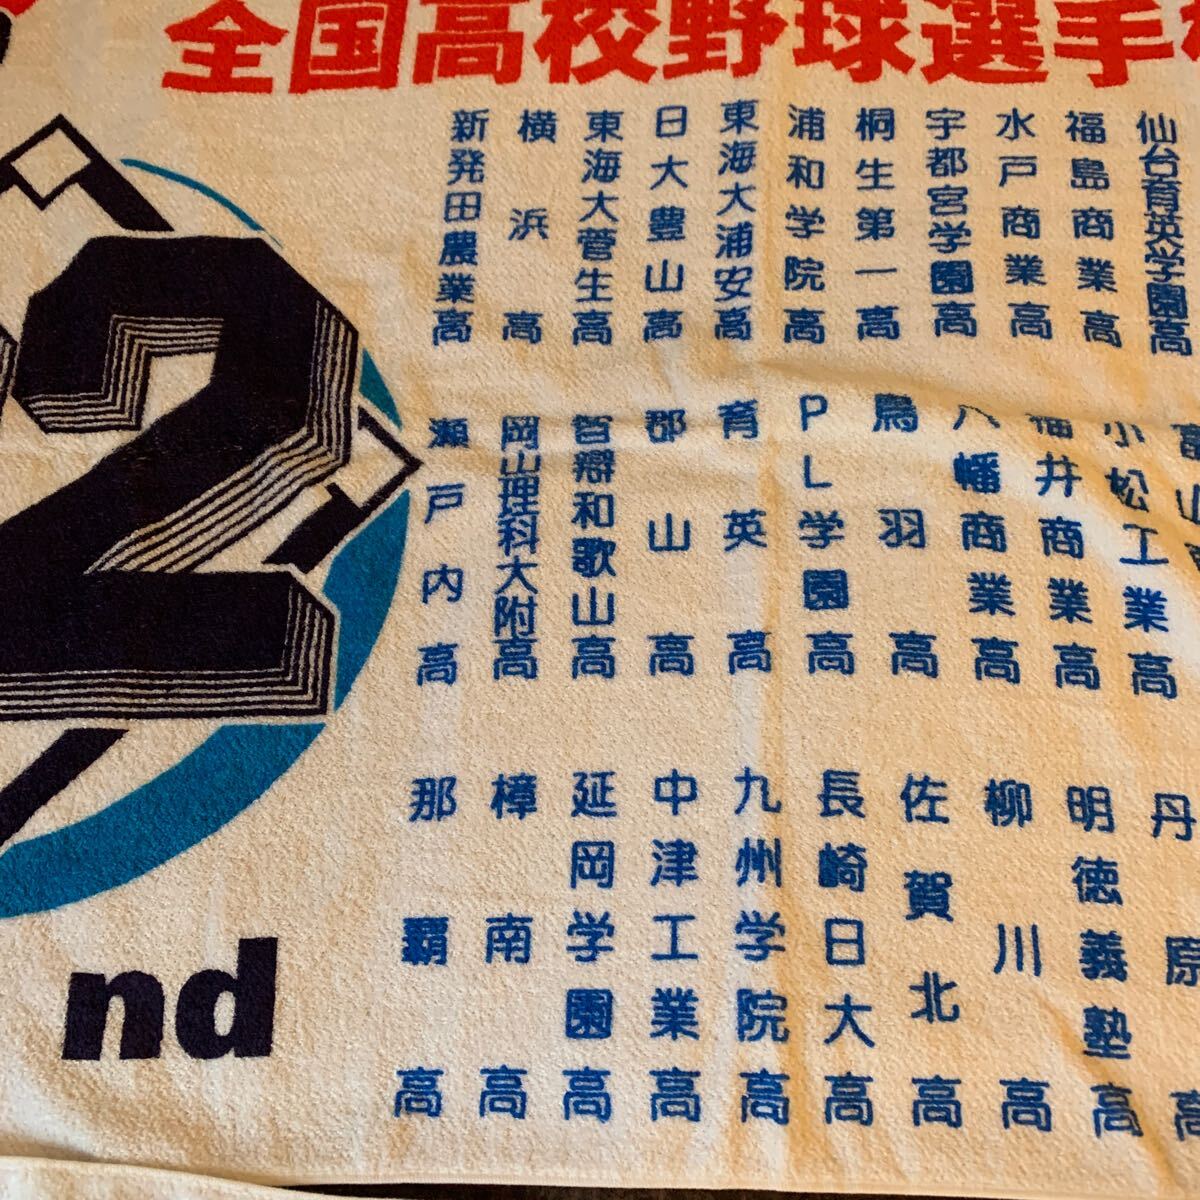 全国高校野球選手
仙台育英学園高
福島商業高
水戸商業高
宇都宮学園高
桐生第一高
浦和学院高
東海大浦安高
日大豊山高
東海大菅生高
横浜高
新発田農業高
小松工業高
福井商業高
八幡商業高
鳥羽高
PL学園高
育英高
郡山高
智辯和歌山高
岡山理科大附高
瀬戸内高
丹原高
明徳義塾高
柳川高
佐賀北高
長崎日大高
九州学院高
中津工業高
延岡学園高
樟南高
那覇高
2
nd